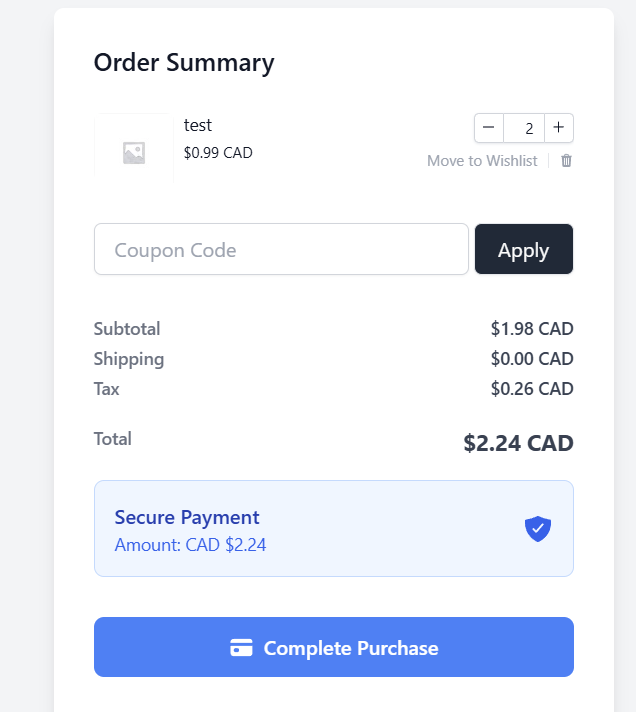 Order Summary
test
$0.99 CAD
− 2 +
Move to Wishlist
Coupon Code
Apply
Subtotal $1.98 CAD
Shipping $0.00 CAD
Tax $0.26 CAD
Total $2.24 CAD
Secure Payment
Amount: CAD $2.24
Complete Purchase